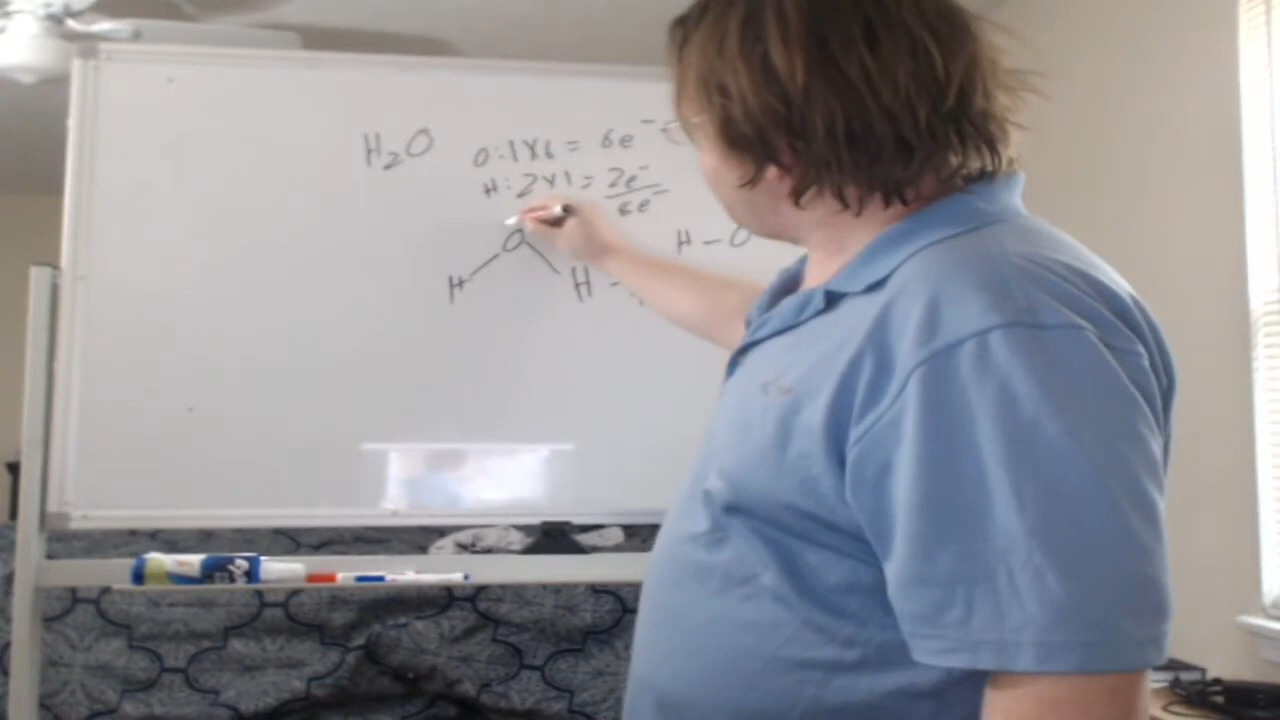 H₂O
O:1x6 = 6e⁻
H:2x1 = 2e⁻
8e⁻
O
H H
H-O